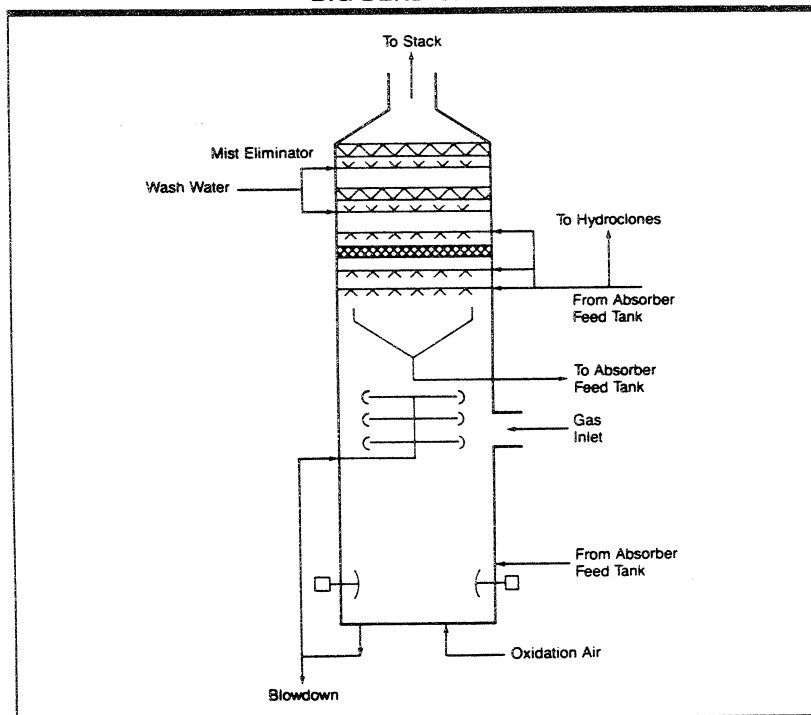 To Stack
Mist Eliminator
Wash Water
To Hydroclones
From Absorber
Feed Tank
To Absorber
Feed Tank
Gas
Inlet
From Absorber
Feed Tank
Oxidation Air
Blowdown